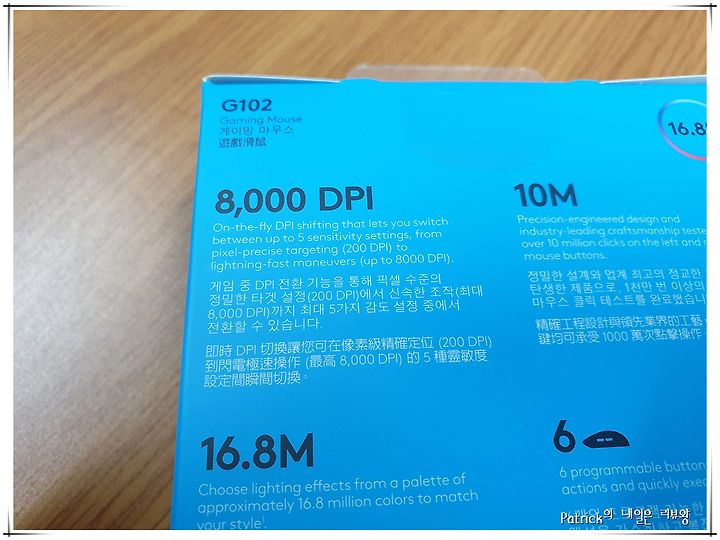 G102
Gaming Mouse
게이밍 마우스
遊戲滑鼠
16.8
8,000 DPI
On-the-fly DPI shifting that lets you switch
between up to 5 sensitivity settings, from
pixel-precise targeting (200 DPI) to
lightning-fast maneuvers (up to 8000 DPI).
게임 중 DPI 전환 기능을 통해 픽셀 수준의
정밀한 타겟 설정(200 DPI)에서 신속한 조작(최대
8,000 DPI)까지 최대 5가지 감도 설정 중에서
전환할 수 있습니다.
即時 DPI 切換讓您可在像素級精確定位 (200 DPI)
到閃電極速操作 (最高 8,000 DPI) 的 5 種靈敏度
設定間瞬間切換。
10M
Precision-engineered design and
industry-leading craftsmanship teste
over 10 million clicks on the left and
mouse buttons.
정밀한 설계와 업계 최고의 정교한
탄생한 제품으로, 1천만 번 이상의
마우스 클릭 테스트를 완료했습니
精確工程設計與領先業界的工藝
鍵均可承受 1000 萬次點擊操作
16.8M
Choose lighting effects from a palette of
approximately 16.8 million colors to match
your style¹.
6
6 programmable button
actions and quickly exe
Patrick의 내일은 리뷰왕